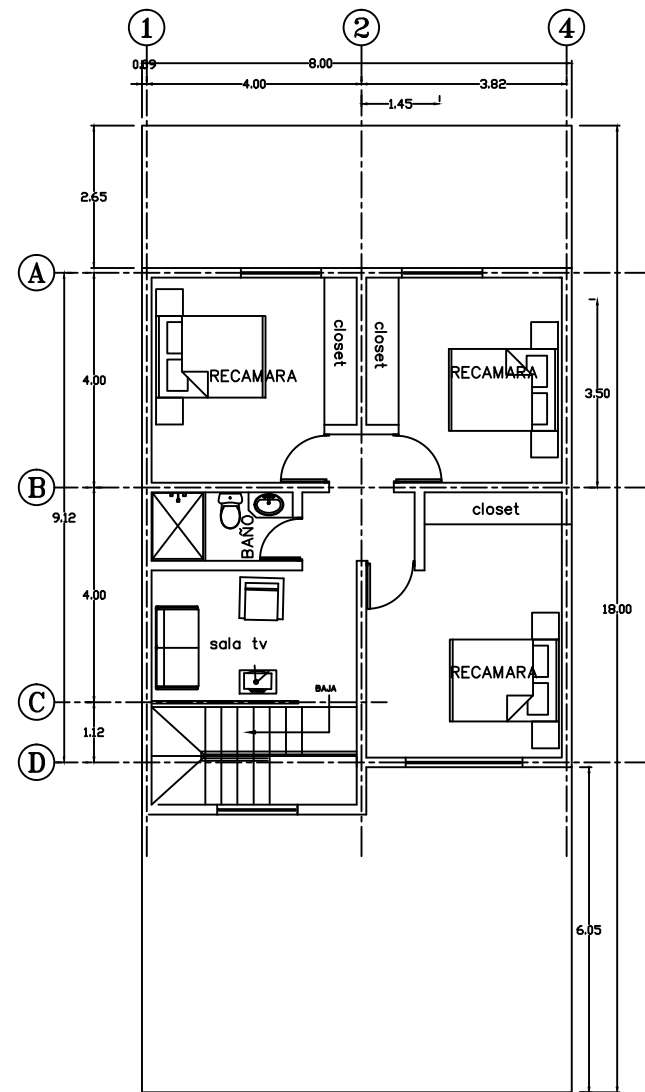 1
2
4
0.09
8.00
4.00
3.82
1.45
2.65
A
closet
closet
RECAMARA
RECAMARA
4.00
3.50
B
closet
9.12
BAÑO
4.00
18.00
sala tv
RECAMARA
BAJA
C
1.12
D
6.05